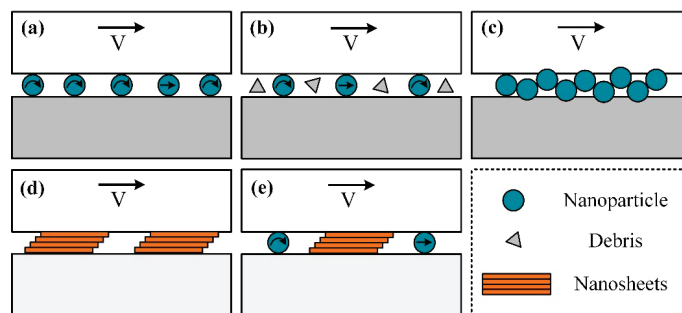 (a)
V
(b)
V
(c)
V
(d)
V
(e)
V
Nanoparticle
Debris
Nanosheets